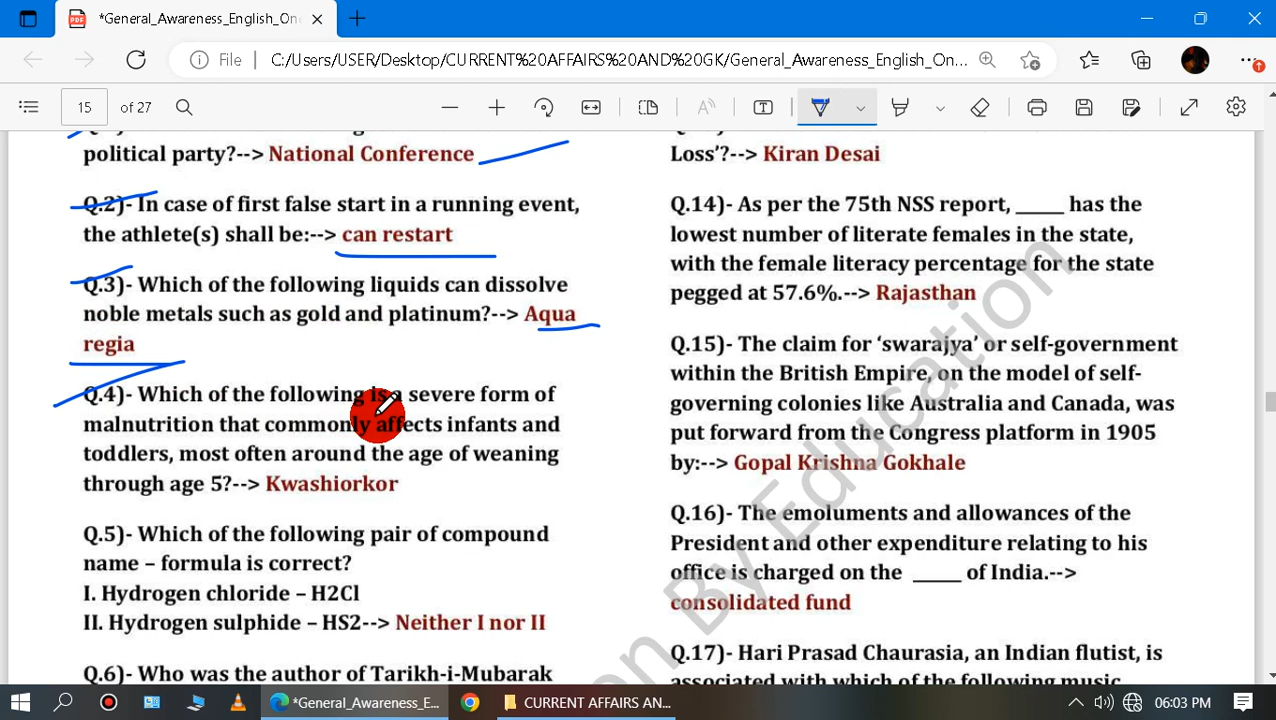 *General_Awareness_English_On
File C:/Users/USER/Desktop/CURRENT%20AFFAIRS%20AND%20GK/General_Awareness_English_On...
15 of 27
political party?--> National Conference
Q.2)- In case of first false start in a running event,
the athlete(s) shall be:--> can restart
Q.3)- Which of the following liquids can dissolve
noble metals such as gold and platinum?--> Aqua
regia
Q.4)- Which of the following is a severe form of
malnutrition that commonly affects infants and
toddlers, most often around the age of weaning
through age 5?--> Kwashiorkor
Q.5)- Which of the following pair of compound
name – formula is correct?
I. Hydrogen chloride – H2Cl
II. Hydrogen sulphide – HS2--> Neither I nor II
Q.6)- Who was the author of Tarikh-i-Mubarak
Loss’?--> Kiran Desai
Q.14)- As per the 75th NSS report, _____ has the
lowest number of literate females in the state,
with the female literacy percentage for the state
pegged at 57.6%.--> Rajasthan
Q.15)- The claim for ‘swarajya’ or self-government
within the British Empire, on the model of self-
governing colonies like Australia and Canada, was
put forward from the Congress platform in 1905
by:--> Gopal Krishna Gokhale
Q.16)- The emoluments and allowances of the
President and other expenditure relating to his
office is charged on the _____ of India.-->
consolidated fund
Q.17)- Hari Prasad Chaurasia, an Indian flutist, is
associated with which of the following music
By Education
*General_Awareness_E...
CURRENT AFFAIRS AN...
06:03 PM